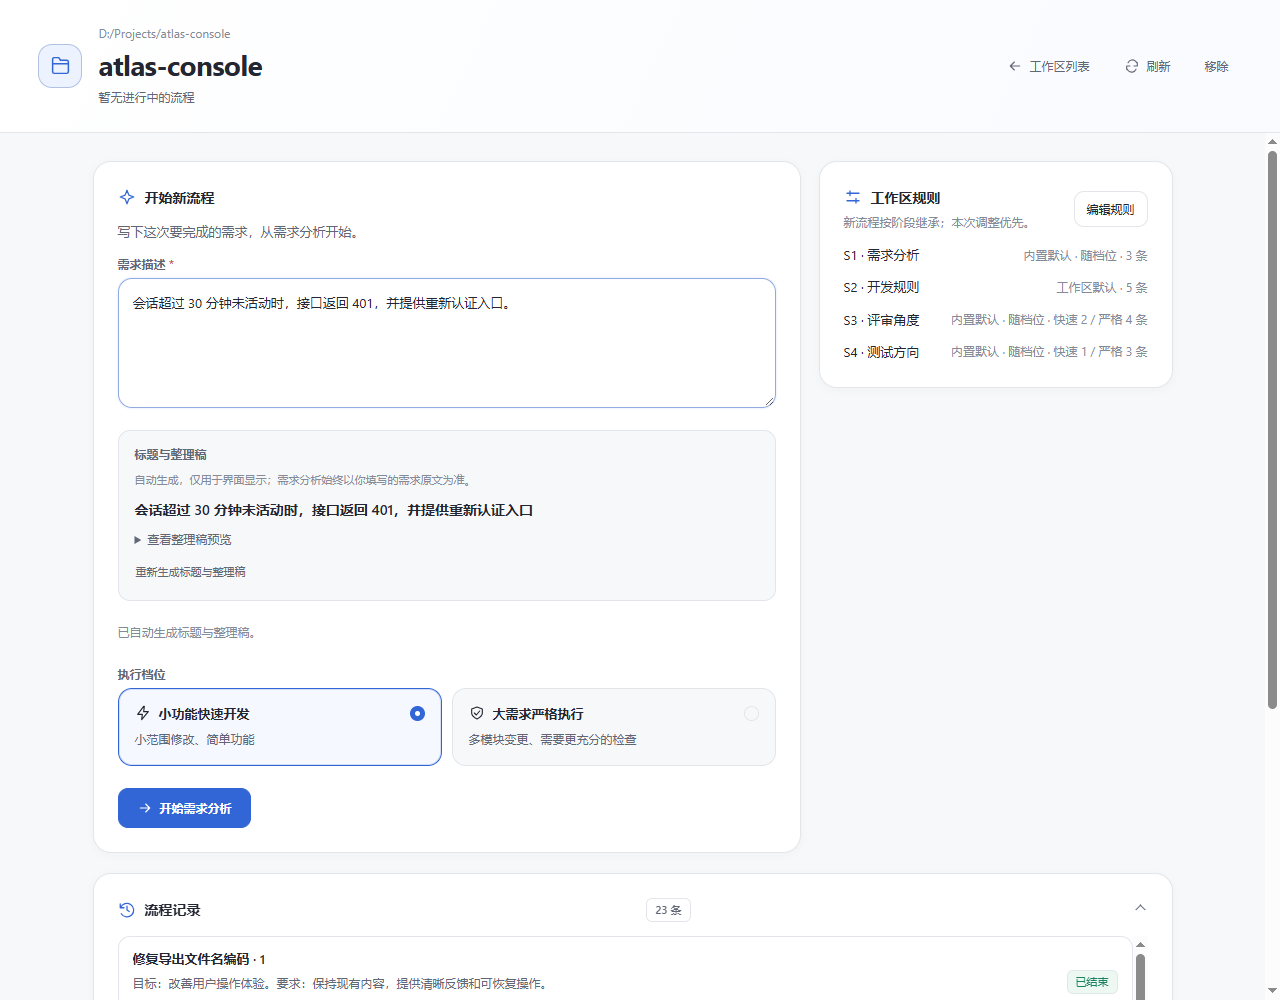 D:/Projects/atlas-console
atlas-console
暂无进行中的流程
工作区列表
刷新
移除
开始新流程
写下这次要完成的需求，从需求分析开始。
需求描述 *
会话超过 30 分钟未活动时，接口返回 401，并提供重新认证入口。
标题与整理稿
自动生成，仅用于界面显示；需求分析始终以你填写的需求原文为准。
会话超过 30 分钟未活动时，接口返回 401，并提供重新认证入口
查看整理稿预览
重新生成标题与整理稿
已自动生成标题与整理稿。
执行档位
小功能快速开发
小范围修改、简单功能
大需求严格执行
多模块变更、需要更充分的检查
开始需求分析
工作区规则
新流程按阶段继承；本次调整优先。
编辑规则
S1 · 需求分析 内置默认 · 随档位 · 3 条
S2 · 开发规则 工作区默认 · 5 条
S3 · 评审角度 内置默认 · 随档位 · 快速 2 / 严格 4 条
S4 · 测试方向 内置默认 · 随档位 · 快速 1 / 严格 3 条
流程记录
23 条
修复导出文件名编码 · 1
目标：改善用户操作体验。要求：保持现有内容，提供清晰反馈和可恢复操作。
已结束